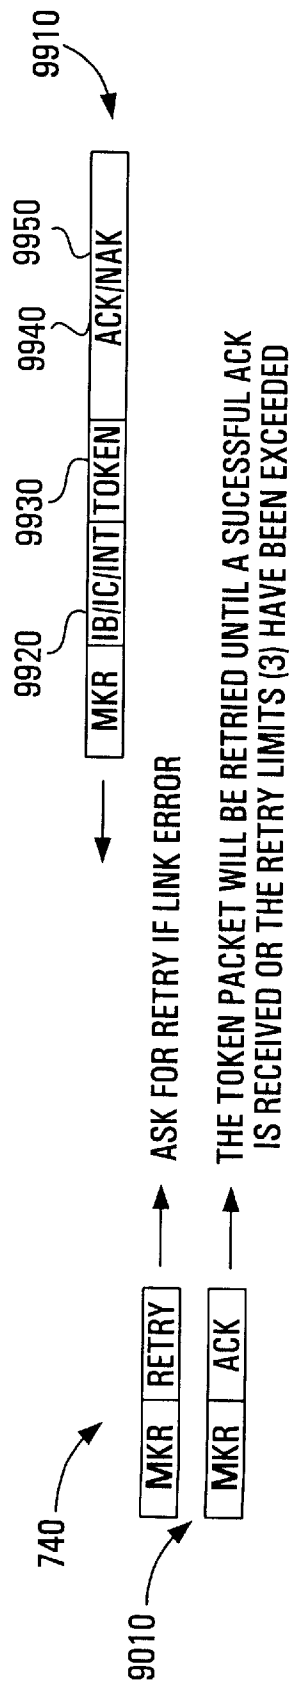 740
9010
MKR RETRY
MKR ACK
ASK FOR RETRY IF LINK ERROR
THE TOKEN PACKET WILL BE RETRIED UNTIL A SUCESSFUL ACK
IS RECEIVED OR THE RETRY LIMITS (3) HAVE BEEN EXCEEDED
9920 9930 9940 9950 9910
MKR IB/IC/INT TOKEN ACK/NAK